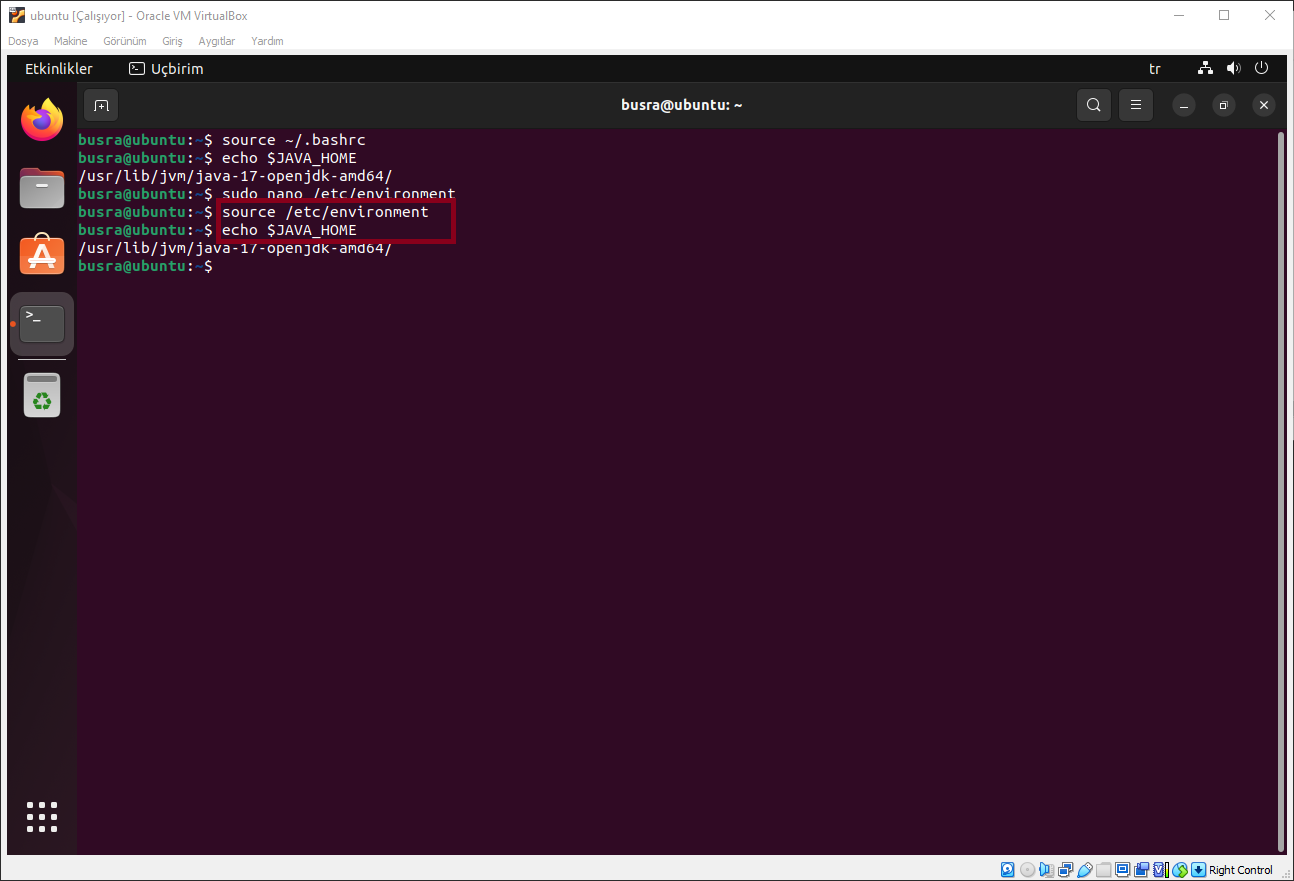 ubuntu [Çalışıyor] - Oracle VM VirtualBox
Dosya Makine Görünüm Giriş Aygıtlar Yardım
Etkinlikler Uçbirim tr
busra@ubuntu: ~
busra@ubuntu:~$ source ~/.bashrc
busra@ubuntu:~$ echo $JAVA_HOME
/usr/lib/jvm/java-17-openjdk-amd64/
busra@ubuntu:~$ sudo nano /etc/environment
busra@ubuntu:~$ source /etc/environment
busra@ubuntu:~$ echo $JAVA_HOME
/usr/lib/jvm/java-17-openjdk-amd64/
busra@ubuntu:~$
Right Control